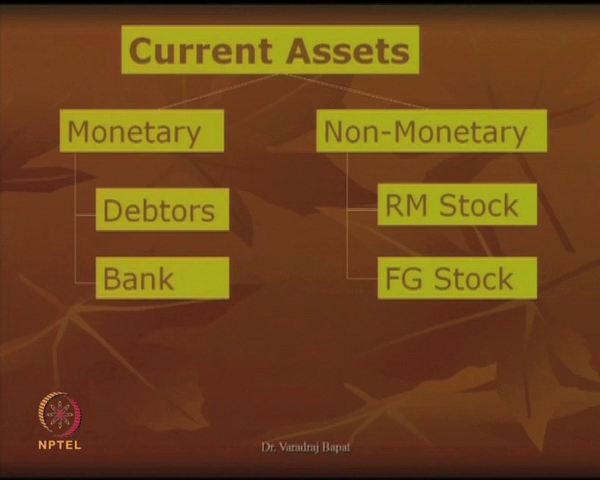 Current Assets
Monetary
Non-Monetary
Debtors
RM Stock
Bank
FG Stock
NPTEL
Dr. Varadraj Bapat